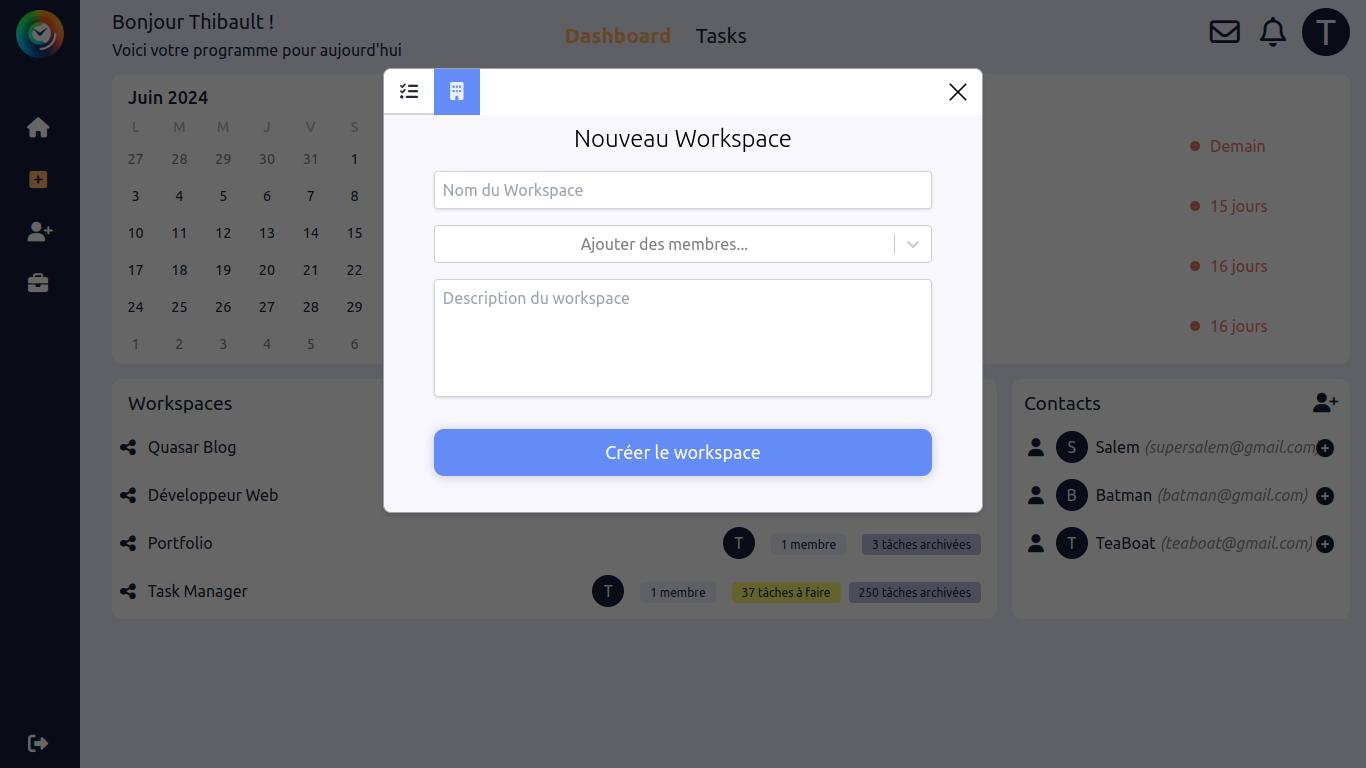 Bonjour Thibault !
Voici votre programme pour aujourd'hui
Dashboard
Tasks
T
Juin 2024
L M M J V S
27 28 29 30 31 1
3 4 5 6 7 8
10 11 12 13 14 15
17 18 19 20 21 22
24 25 26 27 28 29
1 2 3 4 5 6
Nouveau Workspace
Nom du Workspace
Ajouter des membres...
Description du workspace
Créer le workspace
Demain
15 jours
16 jours
16 jours
Workspaces
Quasar Blog
Développeur Web
Portfolio T 1 membre 3 tâches archivées
Task Manager T 1 membre 37 tâches à faire 250 tâches archivées
Contacts
S Salem (supersalem@gmail.com
B Batman (batman@gmail.com)
T TeaBoat (teaboat@gmail.com)